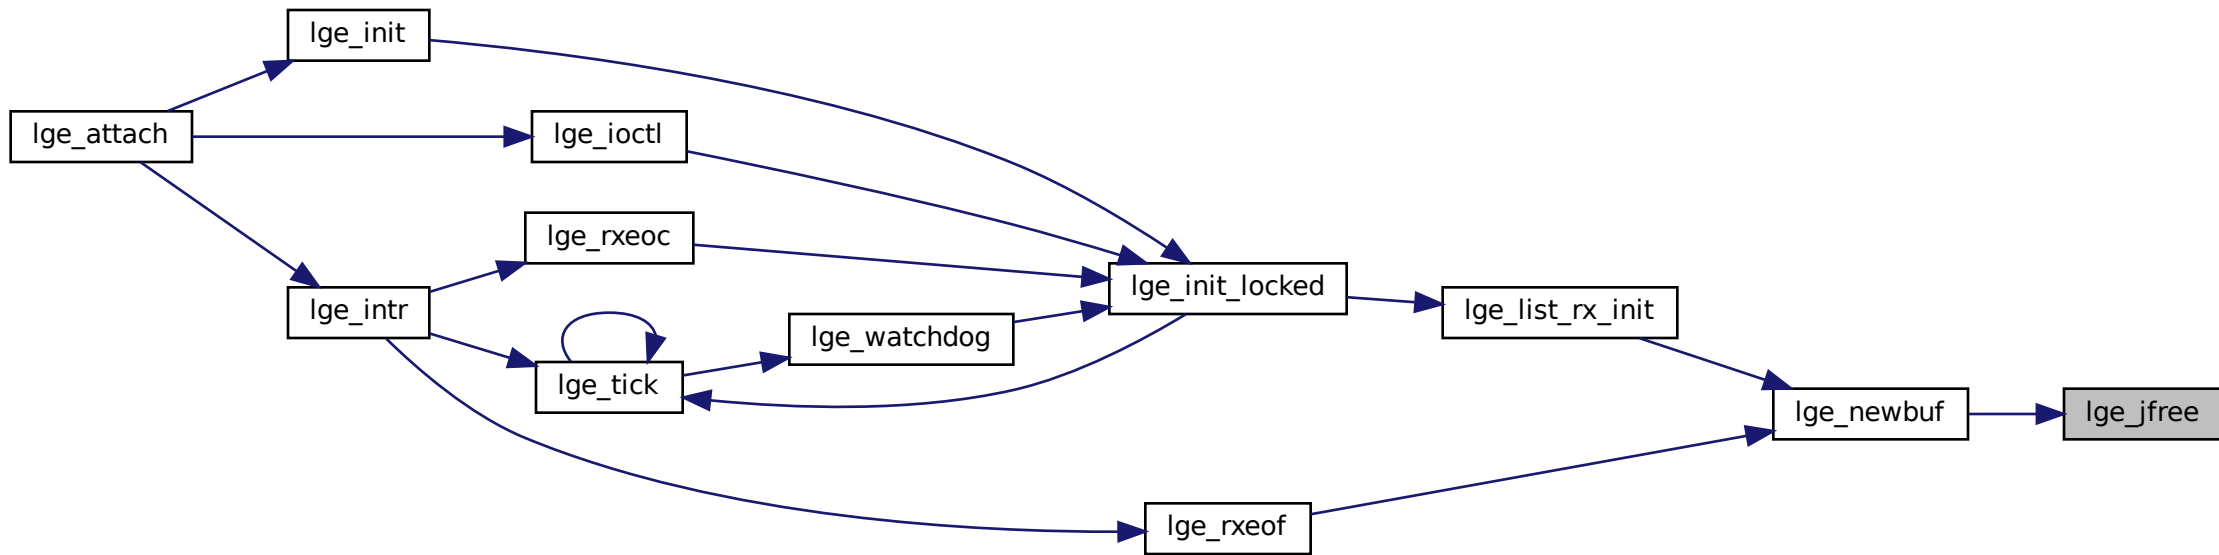 lge_init
lge_attach
lge_ioctl
lge_rxeoc
lge_intr
lge_tick
lge_watchdog
lge_init_locked
lge_list_rx_init
lge_newbuf
lge_jfree
lge_rxeof